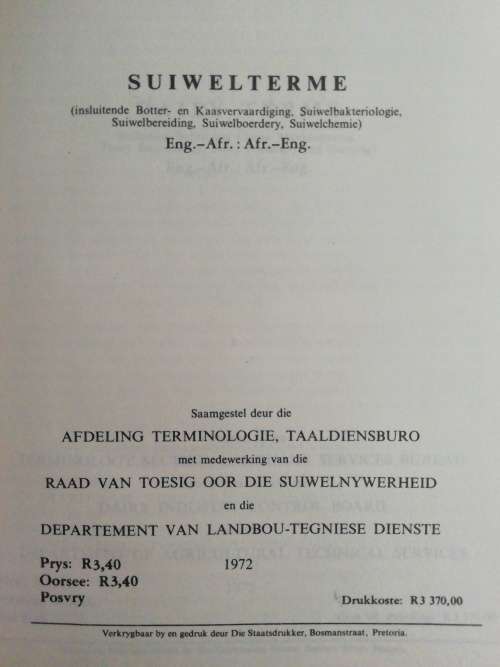 SUIWELTERME
(insluitende Botter- en Kaasvervaardiging, Suiwelbakteriologie,
Suiwelbereiding, Suiwelboerdery, Suiwelchemie)
Eng.–Afr. : Afr.–Eng.
Saamgestel deur die
AFDELING TERMINOLOGIE, TAALDIENSBURO
met medewerking van die
RAAD VAN TOESIG OOR DIE SUIWELNYWERHEID
en die
DEPARTEMENT VAN LANDBOU-TEGNIESE DIENSTE
Prys: R3,40 1972
Oorsee: R3,40
Posvry Drukkoste: R3 370,00
Verkrygbaar by en gedruk deur Die Staatsdrukker, Bosmanstraat, Pretoria.